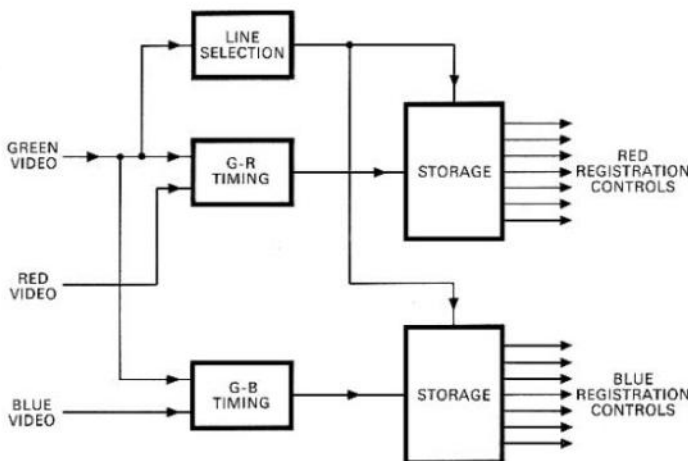 LINE
SELECTION
GREEN
VIDEO
G-R
TIMING
STORAGE
RED
REGISTRATION
CONTROLS
RED
VIDEO
G-B
TIMING
STORAGE
BLUE
REGISTRATION
CONTROLS
BLUE
VIDEO